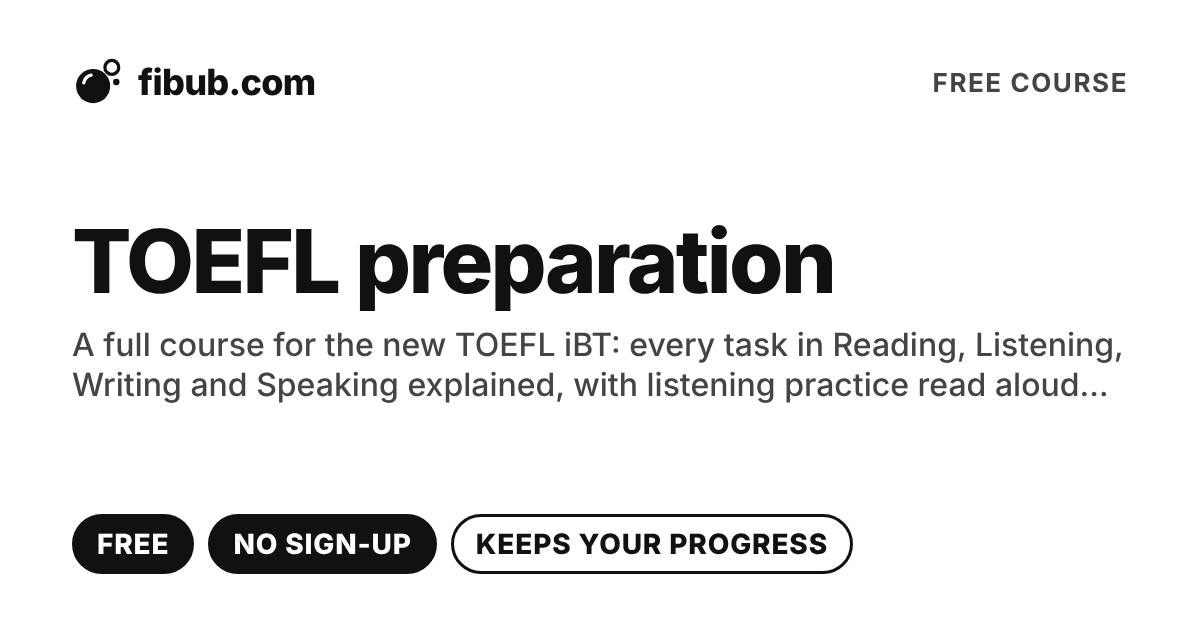 fibub.com
FREE COURSE
TOEFL preparation
A full course for the new TOEFL iBT: every task in Reading, Listening,
Writing and Speaking explained, with listening practice read aloud...
FREE
NO SIGN-UP
KEEPS YOUR PROGRESS